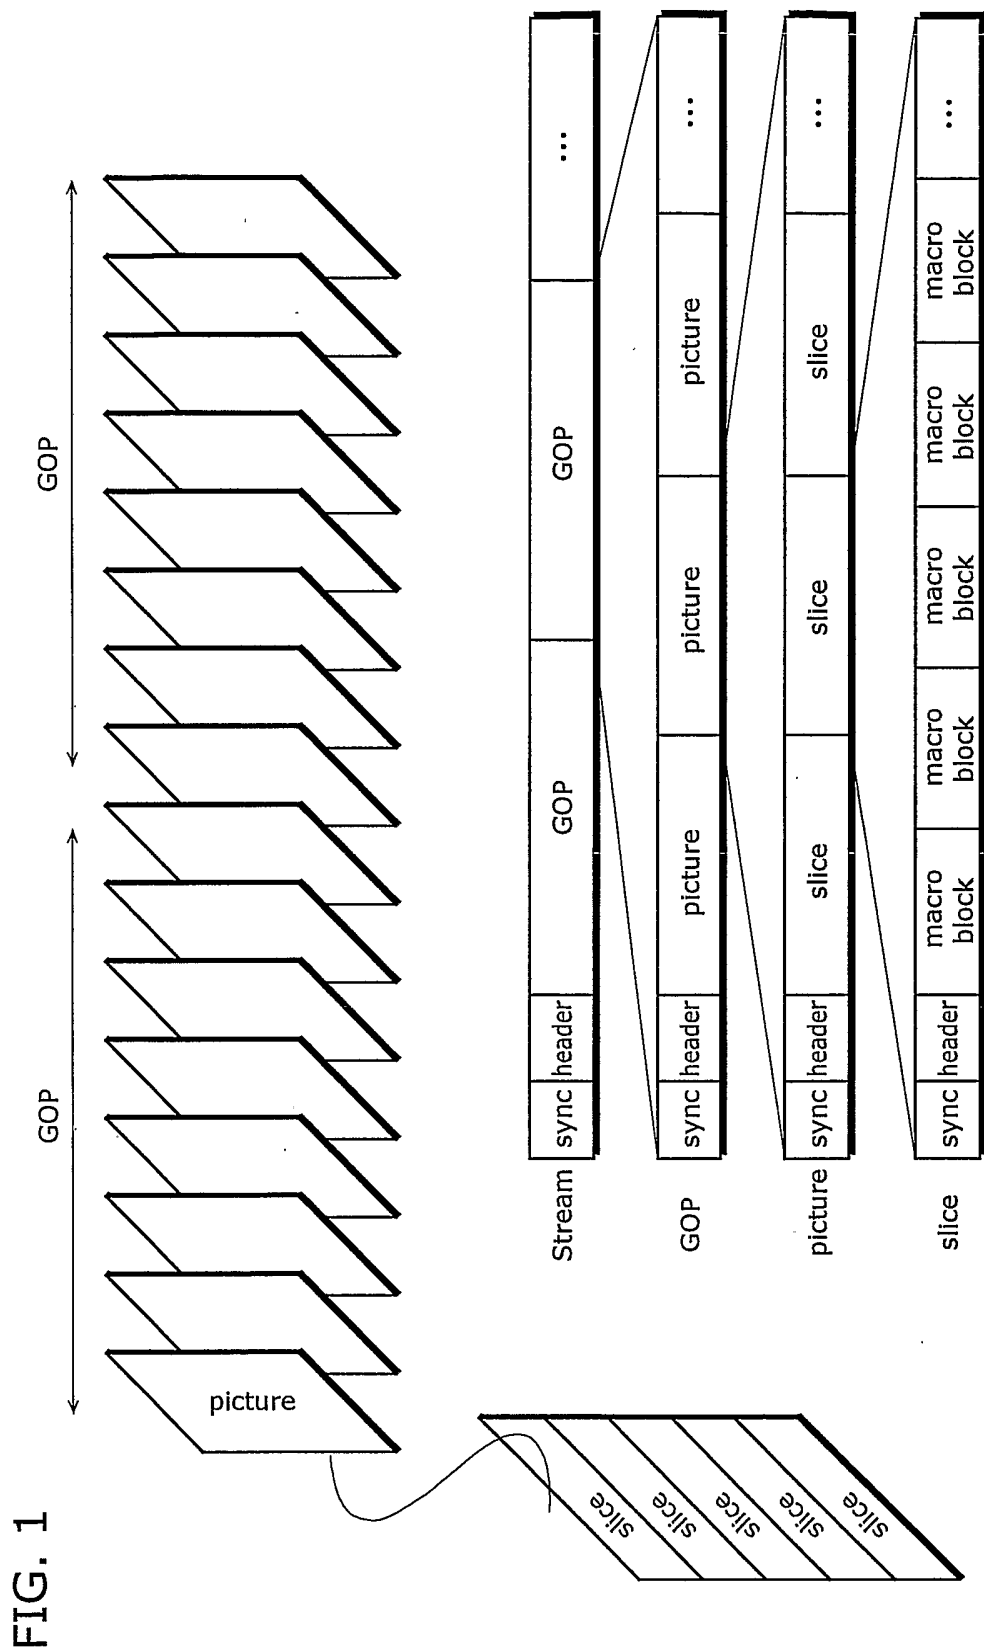 FIG. 1
GOP
GOP
picture
slice
slice
slice
slice
slice
Stream sync header GOP GOP ...
GOP sync header picture picture picture ...
picture sync header slice slice slice ...
slice sync header macro block macro block macro block macro block macro block ...